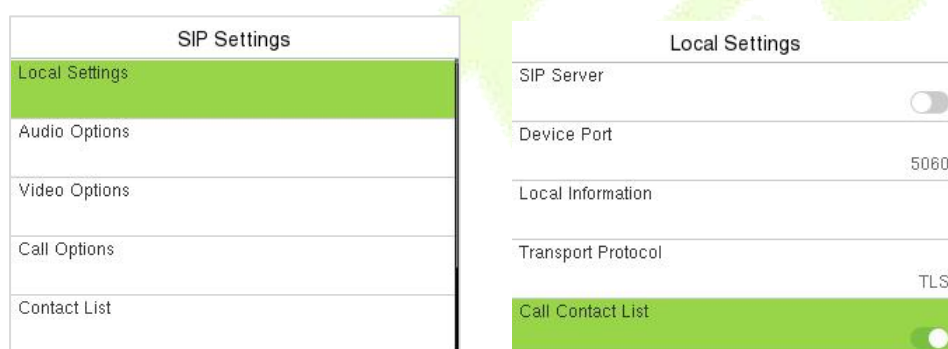 SIP Settings
Local Settings
Audio Options
Video Options
Call Options
Contact List
Local Settings
SIP Server
Device Port
5060
Local Information
Transport Protocol
TLS
Call Contact List